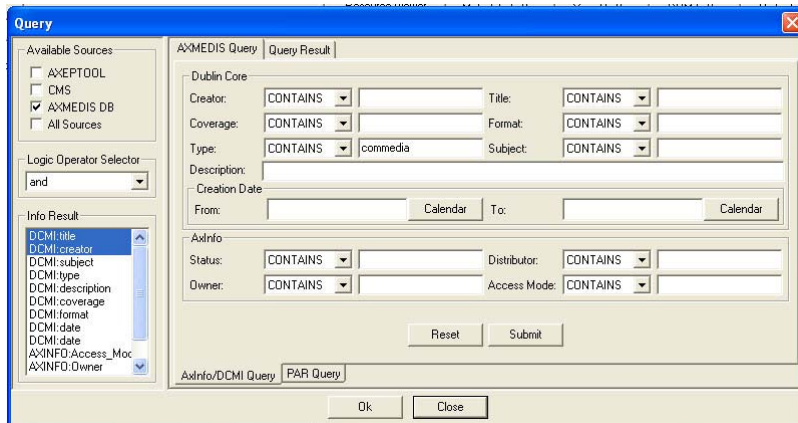 Query
Available Sources
AXEPTOOL
CMS
AXMEDIS DB
All Sources
Logic Operator Selector
and
Info Result
DCMI:title
DCMI:creator
DCMI:subject
DCMI:type
DCMI:description
DCMI:coverage
DCMI:format
DCMI:date
DCMI:date
AXINFO:Access_Moc
AXINFO:Owner
AXMEDIS Query Query Result
Dublin Core
Creator: CONTAINS Title: CONTAINS
Coverage: CONTAINS Format: CONTAINS
Type: CONTAINS commedia Subject: CONTAINS
Description:
Creation Date
From: Calendar To: Calendar
AxInfo
Status: CONTAINS Distributor: CONTAINS
Owner: CONTAINS Access Mode: CONTAINS
Reset Submit
AxInfo/DCMI Query PAR Query
Ok Close